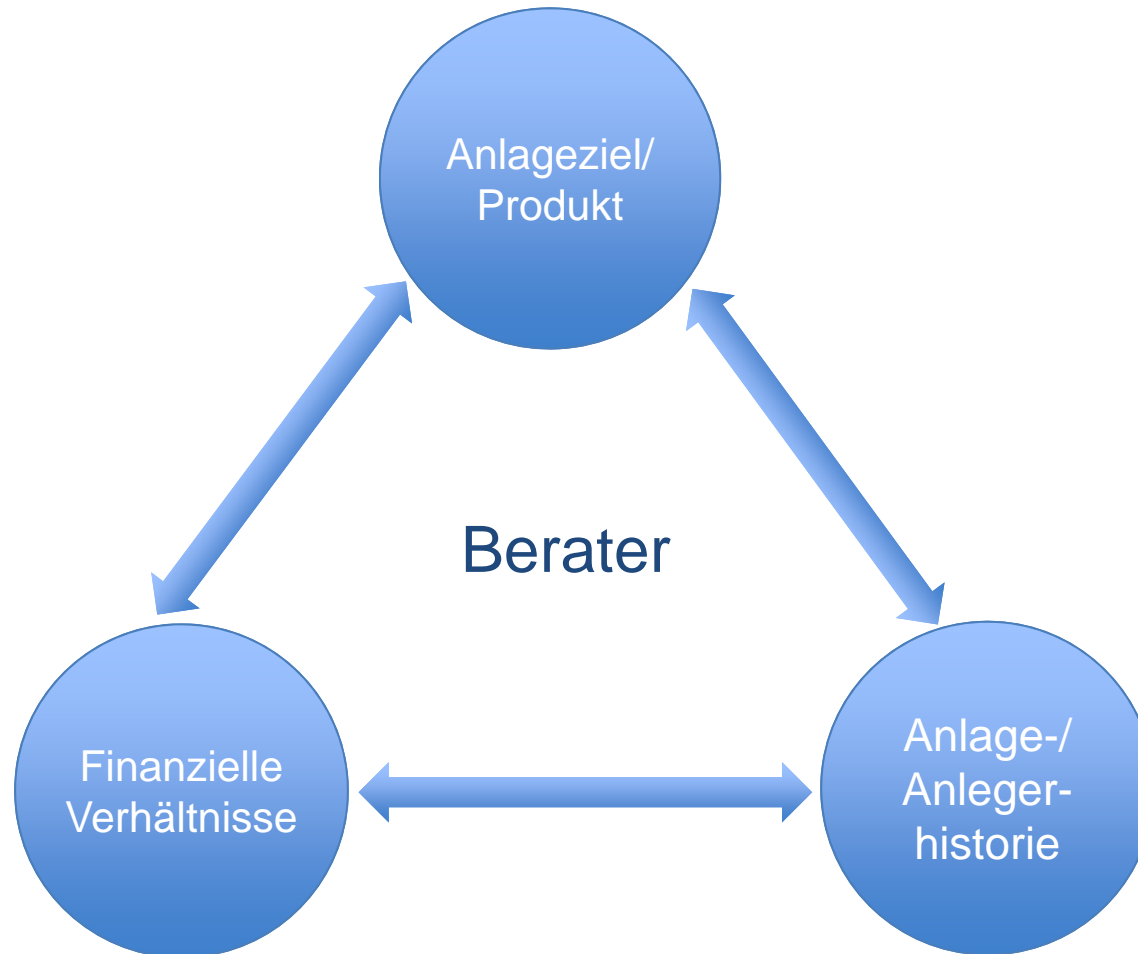 Anlageziel/
Produkt
Berater
Finanzielle
Verhältnisse
Anlage-/
Anleger-
historie